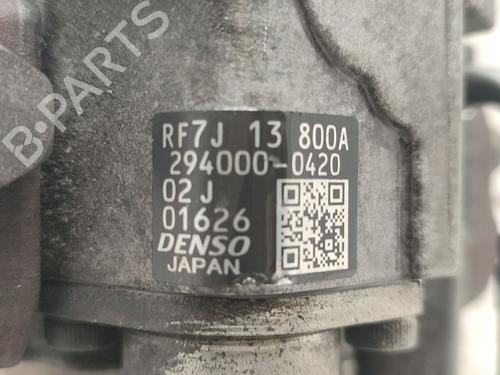 B-PARTS
RF7J 13 800A
294000-0420
02 J
01626
DENSO
JAPAN